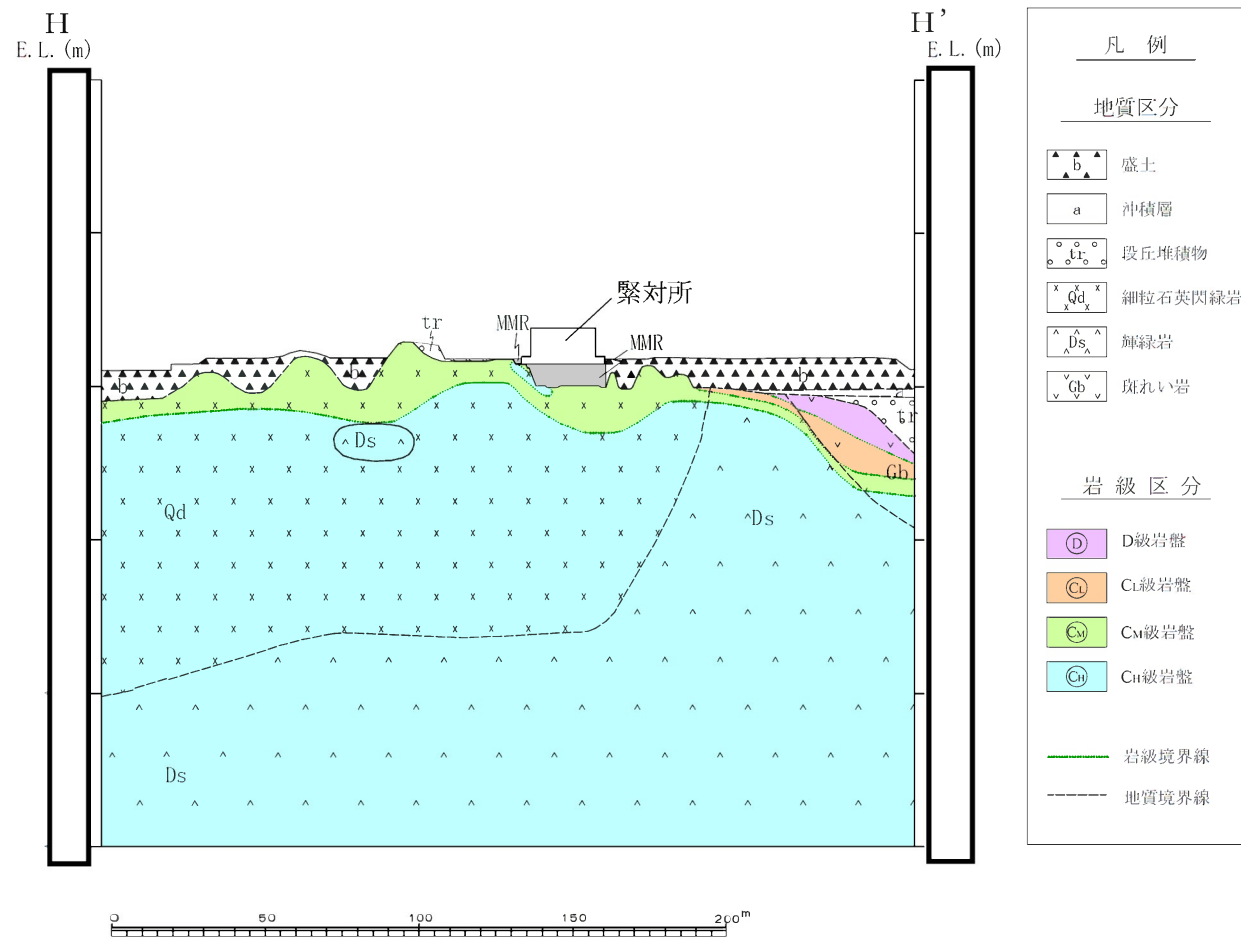 H
E.L.(m)
H'
E.L.(m)
緊対所
tr
MMR
MMR
b
b
b
a
tr
Gb
Ds
Qd
Ds
Ds
0 50 100 150 200m
凡例
地質区分
b 盛土
a 沖積層
tr 段丘堆積物
Qd 細粒石英閃緑岩
Ds 輝緑岩
Gb 斑れい岩
岩級区分
D D級岩盤
CL CL級岩盤
CM CM級岩盤
CH CH級岩盤
岩級境界線
地質境界線